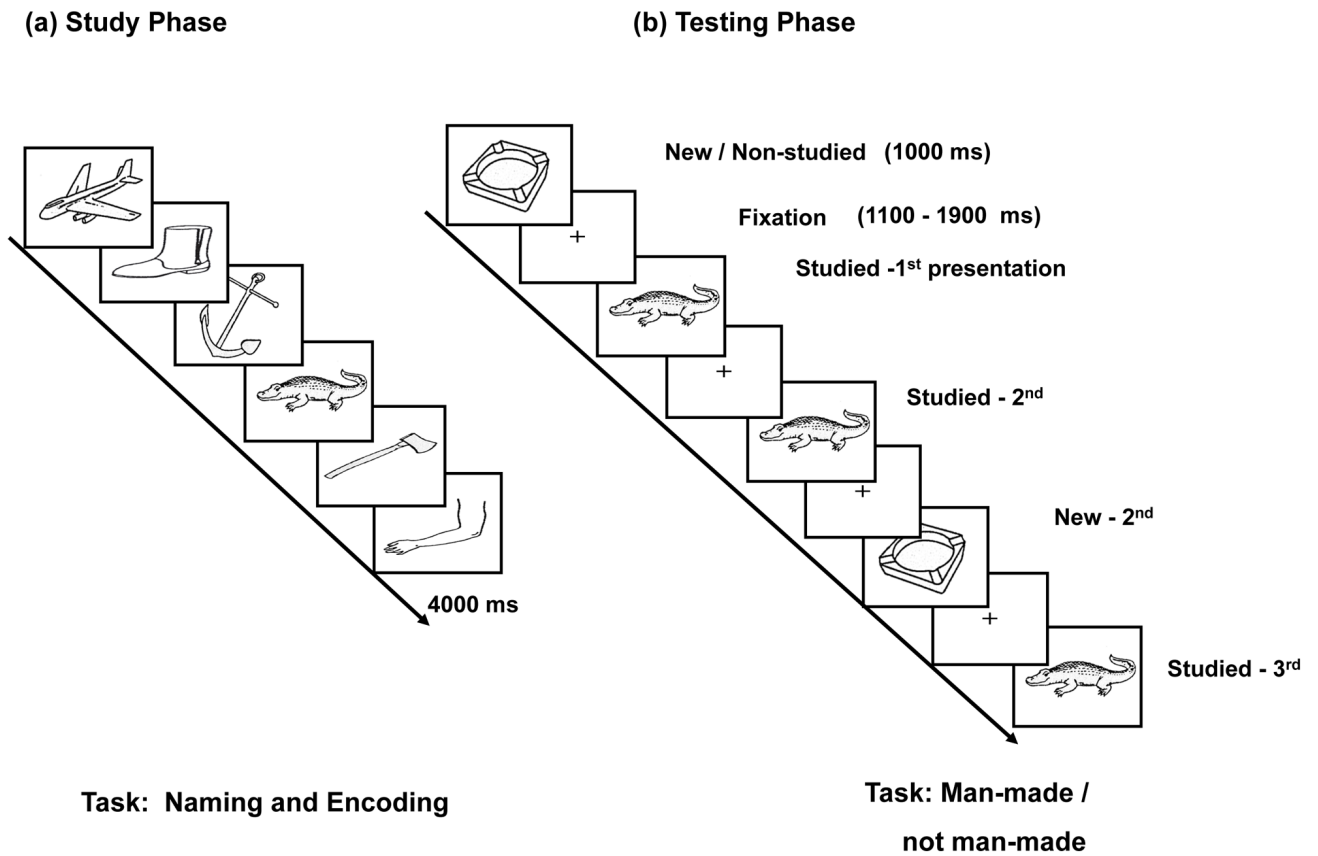 (a) Study Phase
(b) Testing Phase
New / Non-studied (1000 ms)
Fixation (1100 - 1900 ms)
Studied -1st presentation
Studied - 2nd
New - 2nd
Studied - 3rd
4000 ms
Task: Naming and Encoding
Task: Man-made /
not man-made